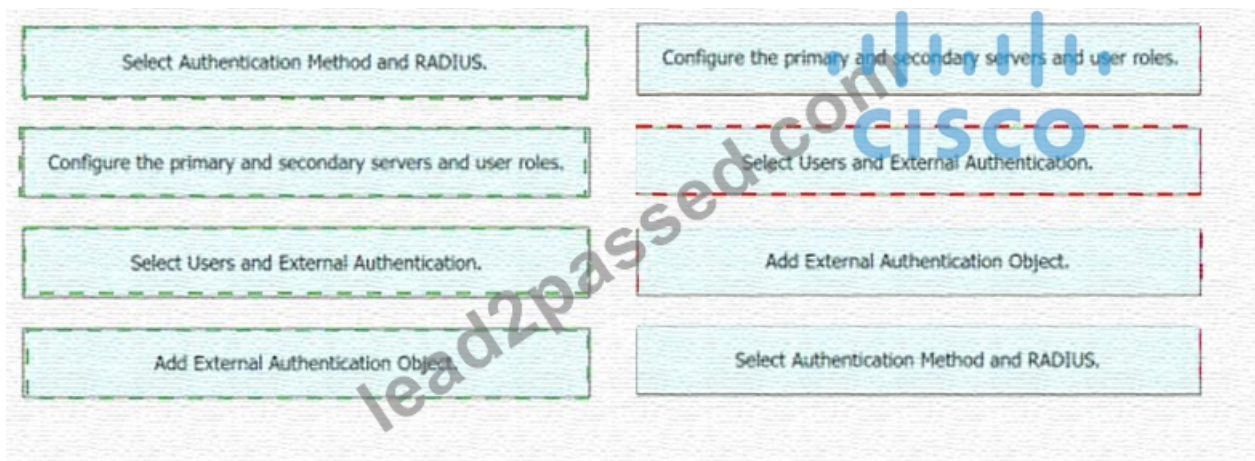 Select Authentication Method and RADIUS.
Configure the primary and secondary servers and user roles.
Select Users and External Authentication.
Add External Authentication Object.
Configure the primary and secondary servers and user roles.
Select Users and External Authentication.
Add External Authentication Object.
Select Authentication Method and RADIUS.
CISCO
lead2passed.com